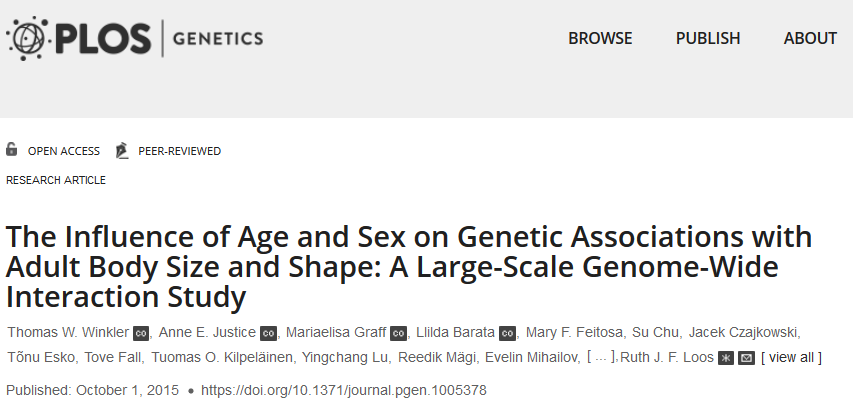 PLOS | GENETICS BROWSE PUBLISH ABOUT
OPEN ACCESS PEER-REVIEWED
RESEARCH ARTICLE
The Influence of Age and Sex on Genetic Associations with
Adult Body Size and Shape: A Large-Scale Genome-Wide
Interaction Study
Thomas W. Winkler co, Anne E. Justice co, Mariaelisa Graff co, Llilda Barata co, Mary F. Feitosa, Su Chu, Jacek Czajkowski,
Tõnu Esko, Tove Fall, Tuomas O. Kilpeläinen, Yingchang Lu, Reedik Mägi, Evelin Mihailov, [ ... ], Ruth J. F. Loos [ view all ]
Published: October 1, 2015 • https://doi.org/10.1371/journal.pgen.1005378